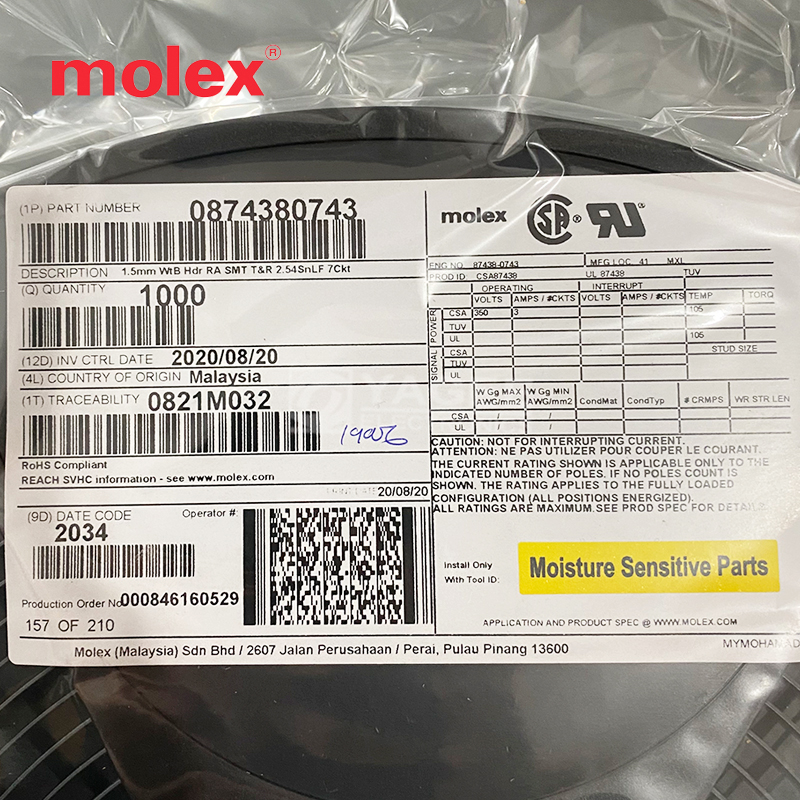 molex®
(1P) PART NUMBER 0874380743
DESCRIPTION 1.5mm WtB Hdr RA SMT T&R 2.54SnLF 7Ckt
(Q) QUANTITY 1000
(12D) INV CTRL DATE 2020/08/20
(4L) COUNTRY OF ORIGIN Malaysia
(1T) TRACEABILITY 0821M032
RoHS Compliant
REACH SVHC information - see www.molex.com
PRINT DATE 20/08/20
(9D) DATE CODE Operator #:
2034
Production Order No 000846160529
157 OF 210
molex SA ® RU
ENG NO. 87438-0743 MFG LOC. 41 MXL
PROD ID CSA87438 UL 87438 TUV
OPERATING INTERRUPT
VOLTS AMPS / #CKTS VOLTS AMPS / #CKTS TEMP TORQ
POWER CSA 350 3 105
TUV
UL 105
SIGNAL CSA STUD SIZE
TUV
UL
W Gg MAX AWG/mm2 W Gg MIN AWG/mm2 CondMat CondTyp # CRMPS WR STR LEN
CSA / /
UL / /
CAUTION: NOT FOR INTERRUPTING CURRENT.
ATTENTION: NE PAS UTILIZER POUR COUPER LE COURANT.
THE CURRENT RATING SHOWN IS APPLICABLE ONLY TO THE
INDICATED NUMBER OF POLES. IF NO POLES COUNT IS
SHOWN. THE RATING APPLIES TO THE FULLY LOADED
CONFIGURATION (ALL POSITIONS ENERGIZED).
ALL RATINGS ARE MAXIMUM. SEE PROD SPEC FOR DETAILS
Install Only
With Tool ID:
Moisture Sensitive Parts
APPLICATION AND PRODUCT SPEC @ WWW.MOLEX.COM
Molex (Malaysia) Sdn Bhd / 2607 Jalan Perusahaan / Perai, Pulau Pinang 13600
MYMOHAMAD